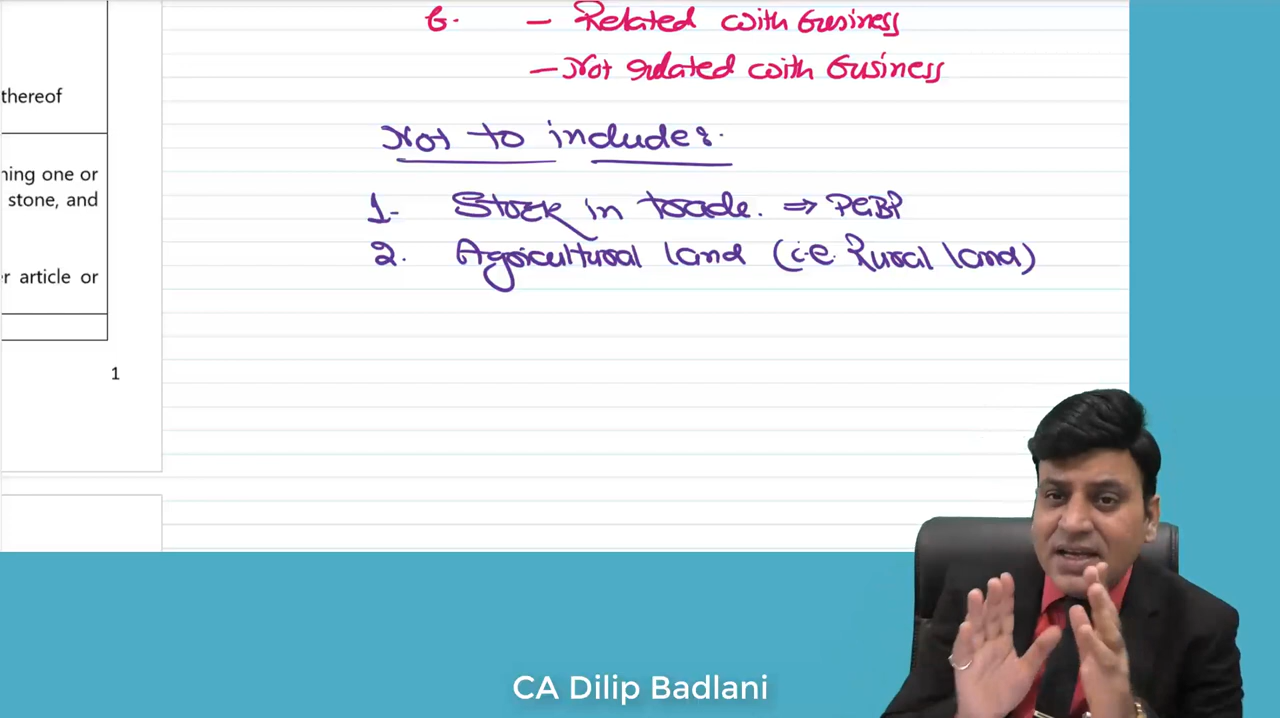 6. - Related with Business
- Not related with Business
thereof
Not to include:
ning one or
stone, and
1- Stock in trade. ⇒ PGBP
2. Agricultural land (i.e. Rural land)
r article or
1
CA Dilip Badlani